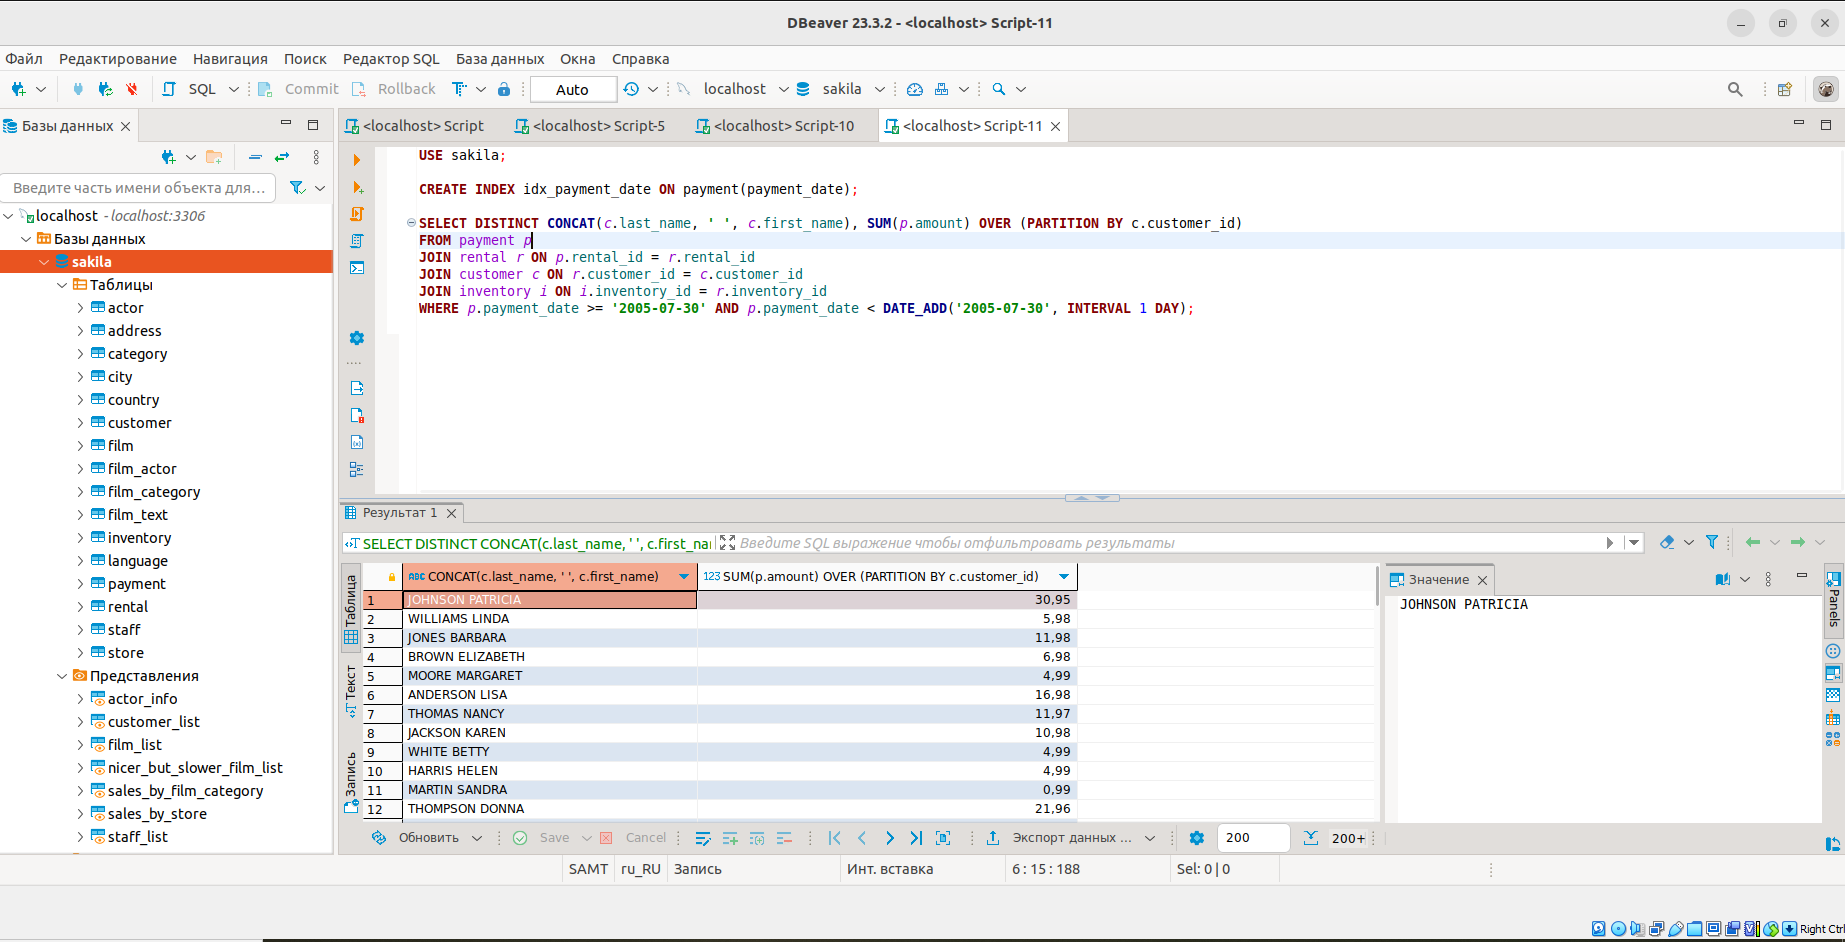 DBeaver 23.3.2 - <localhost> Script-11
Файл Редактирование Навигация Поиск Редактор SQL База данных Окна Справка
SQL Commit Rollback Auto localhost sakila
Базы данных
<localhost> Script <localhost> Script-5 <localhost> Script-10 <localhost> Script-11
Введите часть имени объекта для...
localhost - localhost:3306
Базы данных
sakila
Таблицы
actor
address
category
city
country
customer
film
film_actor
film_category
film_text
inventory
language
payment
rental
staff
store
Представления
actor_info
customer_list
film_list
nicer_but_slower_film_list
sales_by_film_category
sales_by_store
staff_list
USE sakila;
CREATE INDEX idx_payment_date ON payment(payment_date);
SELECT DISTINCT CONCAT(c.last_name, ' ', c.first_name), SUM(p.amount) OVER (PARTITION BY c.customer_id)
FROM payment p
JOIN rental r ON p.rental_id = r.rental_id
JOIN customer c ON r.customer_id = c.customer_id
JOIN inventory i ON i.inventory_id = r.inventory_id
WHERE p.payment_date >= '2005-07-30' AND p.payment_date < DATE_ADD('2005-07-30', INTERVAL 1 DAY);
Результат 1
SELECT DISTINCT CONCAT(c.last_name, ' ', c.first_nar Введите SQL выражение чтобы отфильтровать результаты
Таблица
Текст
Запись
ABC CONCAT(c.last_name, ' ', c.first_name) 123 SUM(p.amount) OVER (PARTITION BY c.customer_id)
1 JOHNSON PATRICIA 30,95
2 WILLIAMS LINDA 5,98
3 JONES BARBARA 11,98
4 BROWN ELIZABETH 6,98
5 MOORE MARGARET 4,99
6 ANDERSON LISA 16,98
7 THOMAS NANCY 11,97
8 JACKSON KAREN 10,98
9 WHITE BETTY 4,99
10 HARRIS HELEN 4,99
11 MARTIN SANDRA 0,99
12 THOMPSON DONNA 21,96
Значение
JOHNSON PATRICIA
Panels
Обновить Save Cancel Экспорт данных ... 200 200+
SAMT ru_RU Запись Инт. вставка 6 : 15 : 188 Sel: 0 | 0
Right Ctrl